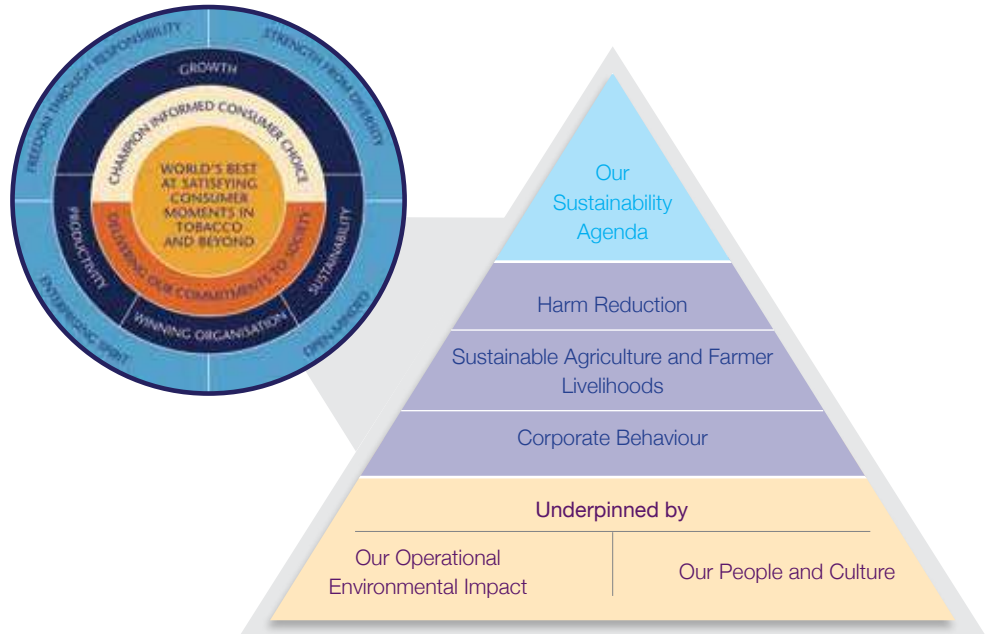 FREEDOM THROUGH RESPONSIBILITY
STRENGTH FROM DIVERSITY
GROWTH
CHAMPION INFORMED CONSUMER CHOICE
WORLD'S BEST
AT SATISFYING
CONSUMER
MOMENTS IN
TOBACCO
AND BEYOND
DELIVERING OUR COMMITMENTS TO SOCIETY
PRODUCTIVITY
SUSTAINABILITY
WINNING ORGANISATION
ENTERPRISING SPIRIT
OPEN-MINDED
Our
Sustainability
Agenda
Harm Reduction
Sustainable Agriculture and Farmer
Livelihoods
Corporate Behaviour
Underpinned by
Our Operational
Environmental Impact
Our People and Culture